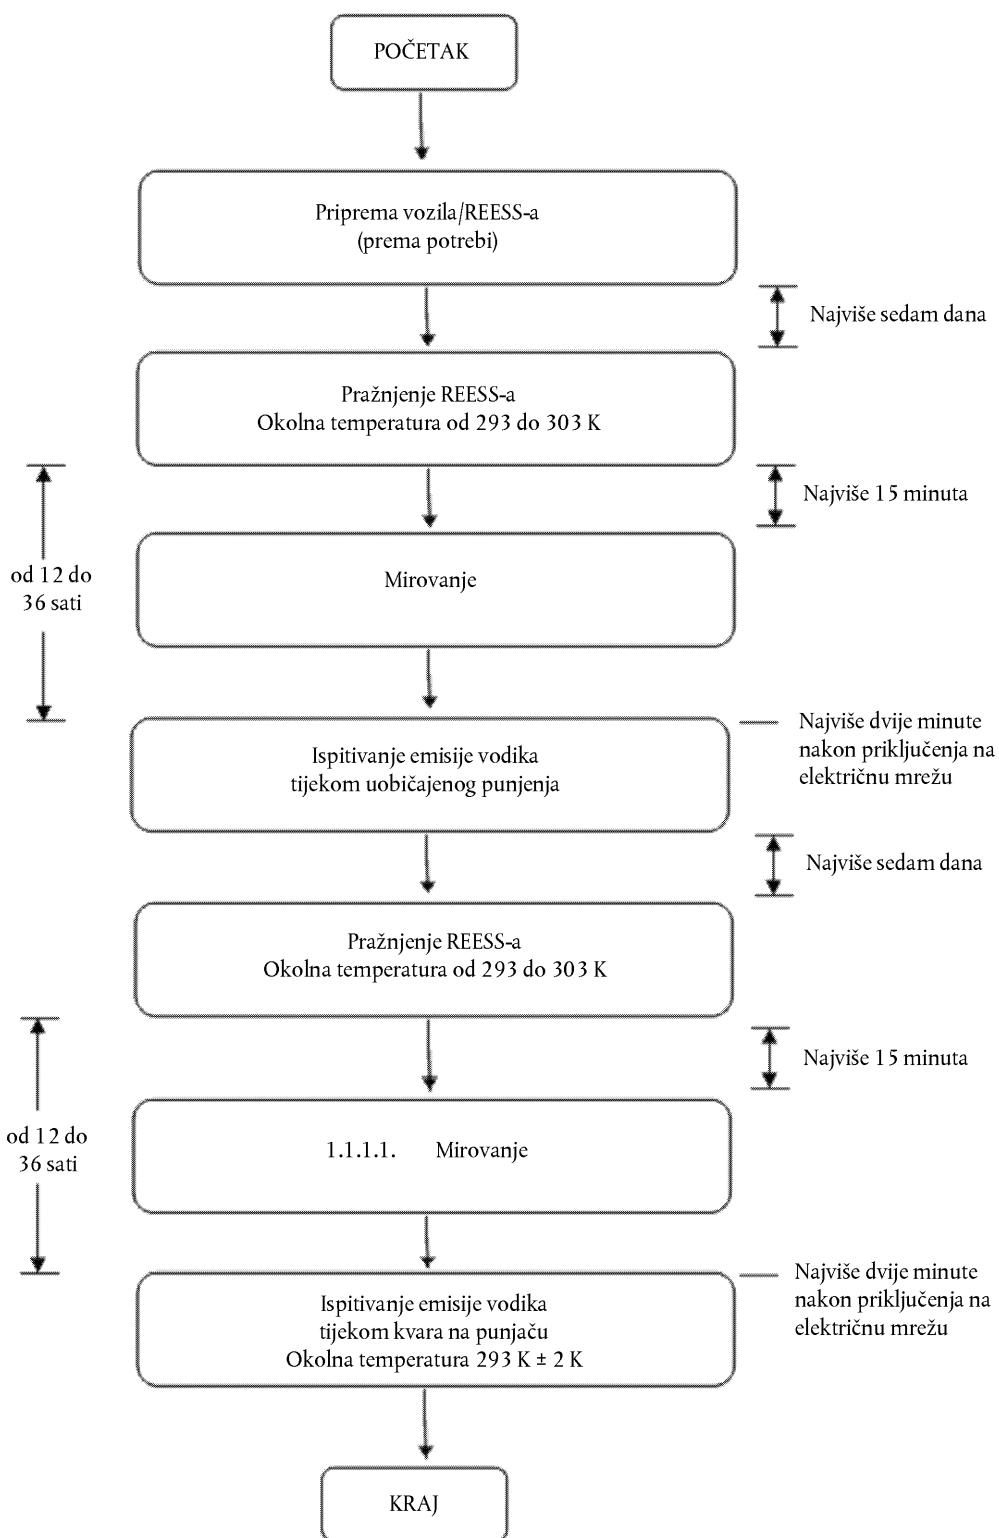 POČETAK
Priprema vozila/REESS-a
(prema potrebi)
Najviše sedam dana
Pražnjenje REESS-a
Okolna temperatura od 293 do 303 K
Najviše 15 minuta
od 12 do
36 sati
Mirovanje
Najviše dvije minute
nakon priključenja na
električnu mrežu
Ispitivanje emisije vodika
tijekom uobičajenog punjenja
Najviše sedam dana
Pražnjenje REESS-a
Okolna temperatura od 293 do 303 K
Najviše 15 minuta
od 12 do
36 sati
1.1.1.1. Mirovanje
Najviše dvije minute
nakon priključenja na
električnu mrežu
Ispitivanje emisije vodika
tijekom kvara na punjaču
Okolna temperatura 293 K ± 2 K
KRAJ